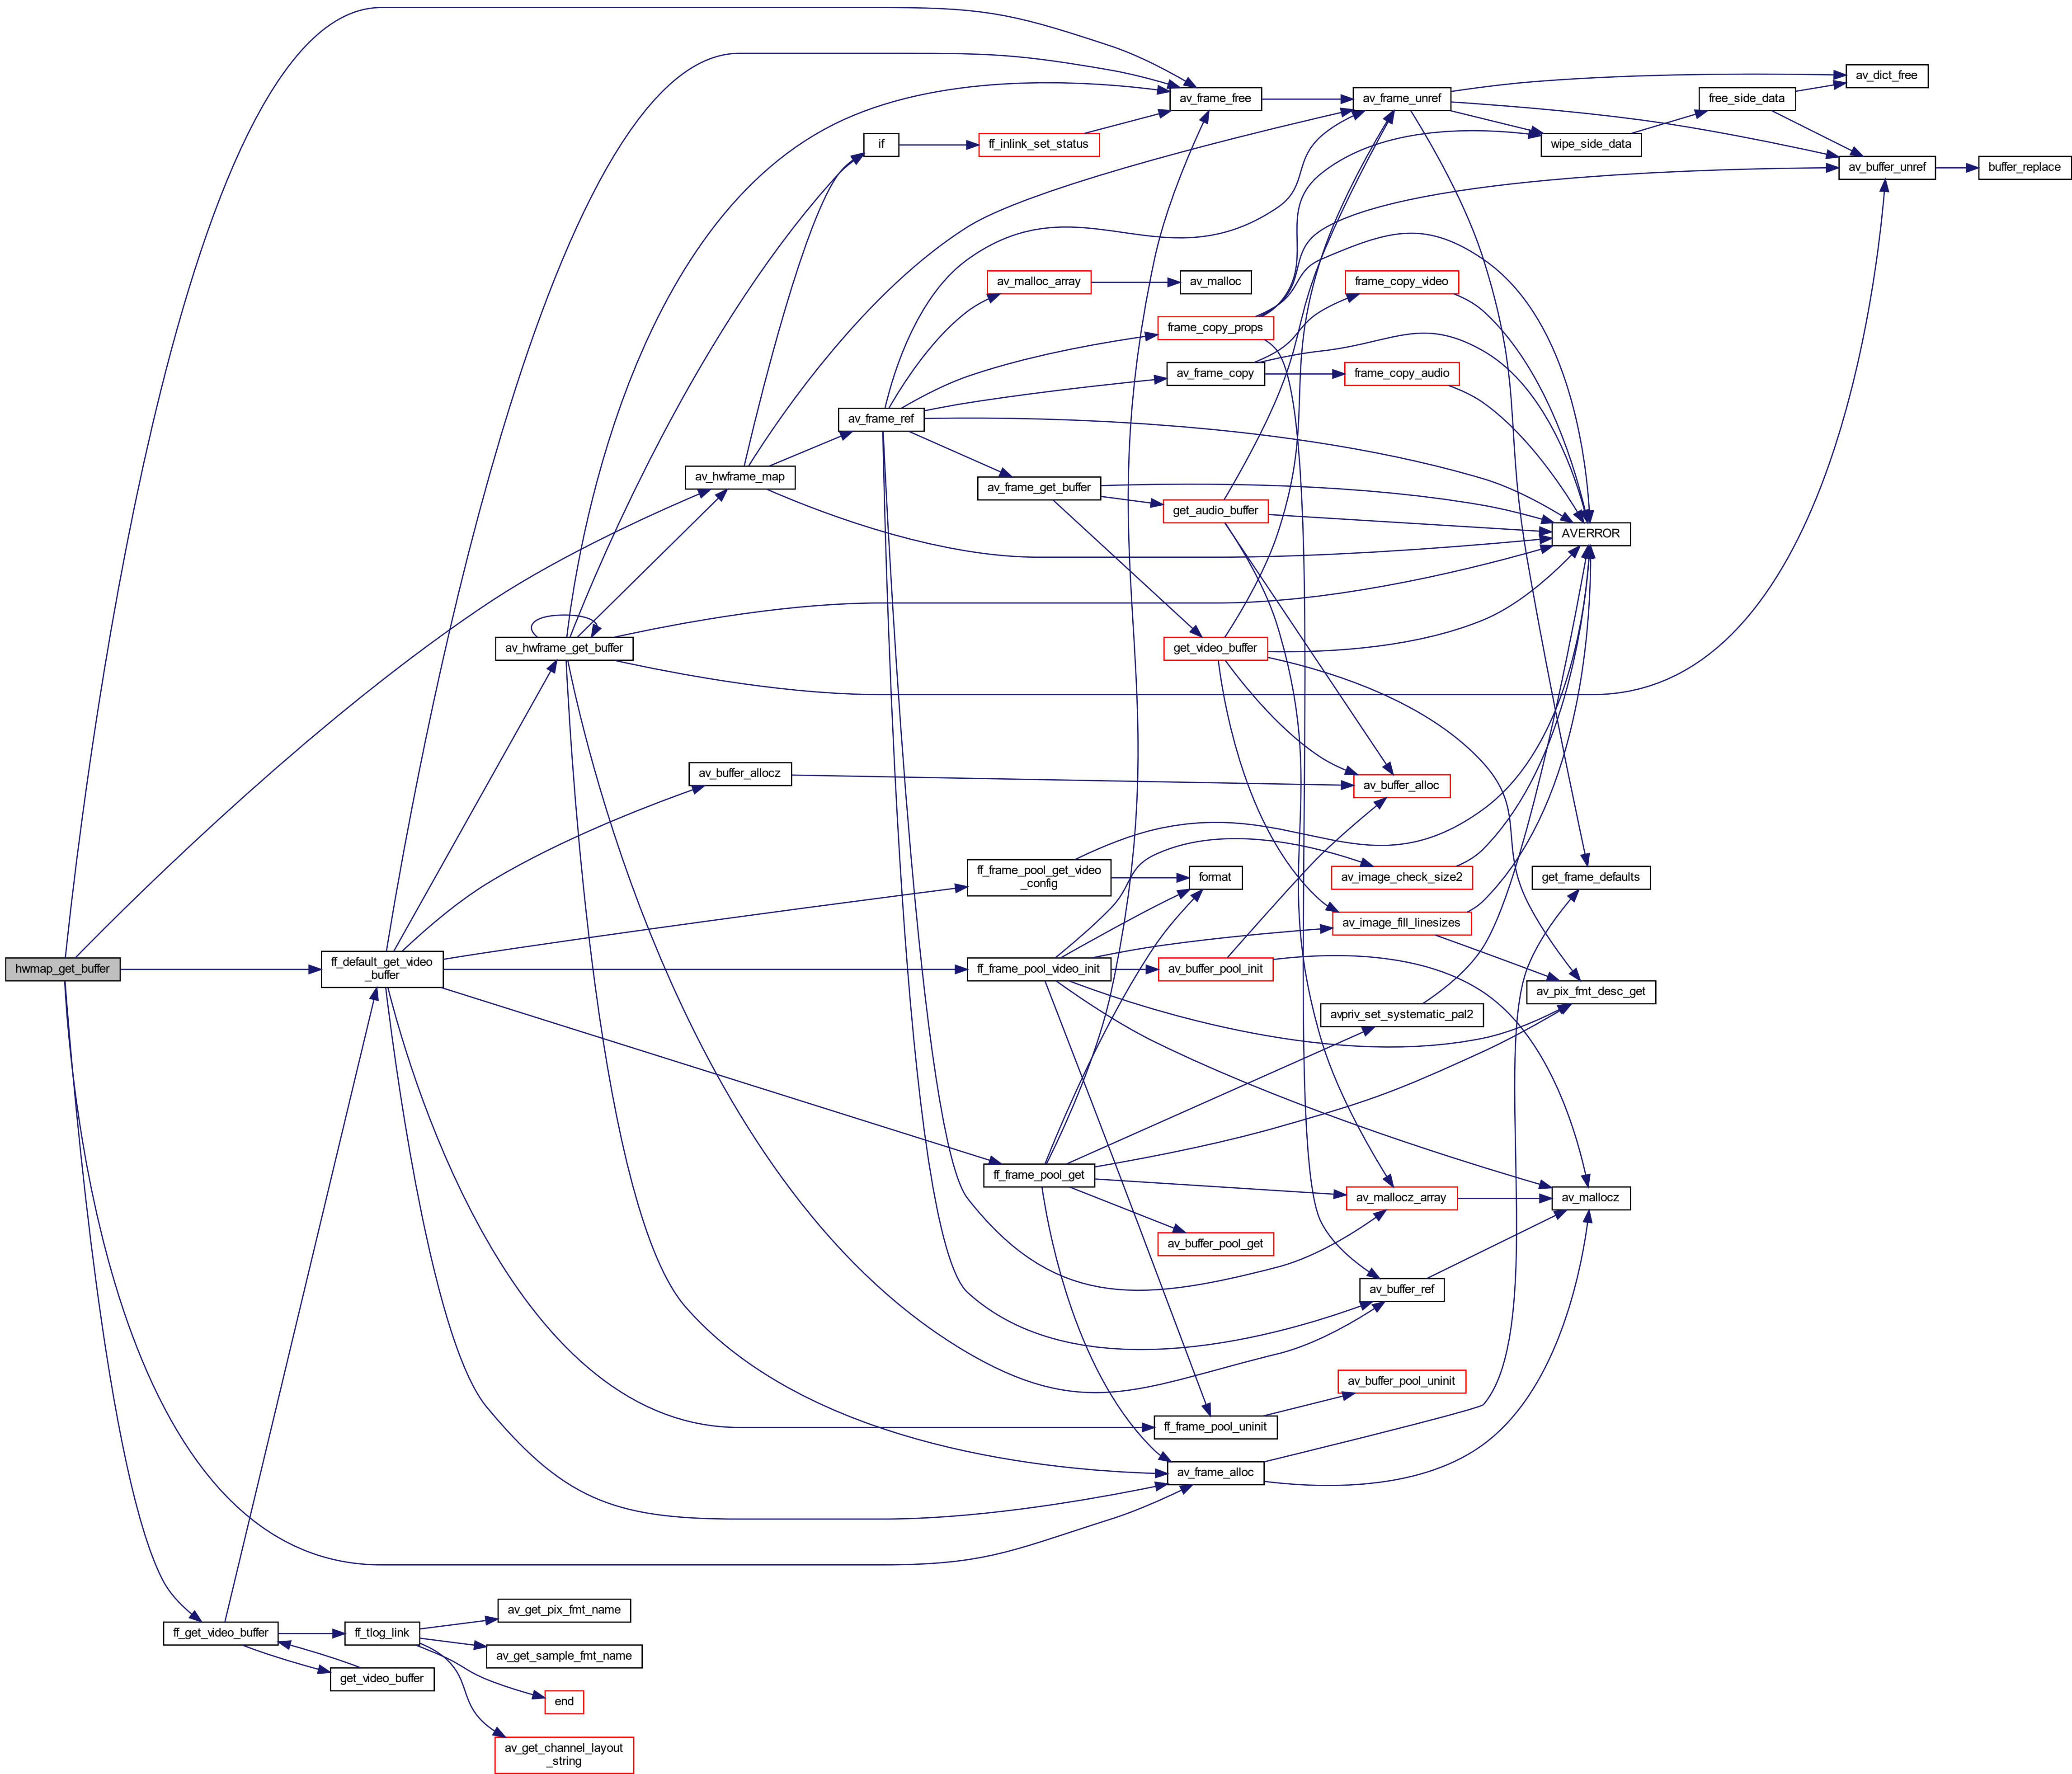 av_dict_free
av_frame_free
av_frame_unref
free_side_data
if
ff_inlink_set_status
wipe_side_data
av_buffer_unref
buffer_replace
av_malloc_array
av_malloc
frame_copy_video
frame_copy_props
av_frame_copy
frame_copy_audio
av_frame_ref
av_hwframe_map
av_frame_get_buffer
get_audio_buffer
AVERROR
av_hwframe_get_buffer
get_video_buffer
av_buffer_allocz
av_buffer_alloc
ff_frame_pool_get_video
_config
format
av_image_check_size2
get_frame_defaults
av_image_fill_linesizes
hwmap_get_buffer
ff_default_get_video
_buffer
ff_frame_pool_video_init
av_buffer_pool_init
av_pix_fmt_desc_get
avpriv_set_systematic_pal2
ff_frame_pool_get
av_mallocz_array
av_mallocz
av_buffer_pool_get
av_buffer_ref
av_buffer_pool_uninit
ff_frame_pool_uninit
av_frame_alloc
av_get_pix_fmt_name
ff_get_video_buffer
ff_tlog_link
av_get_sample_fmt_name
get_video_buffer
end
av_get_channel_layout
_string